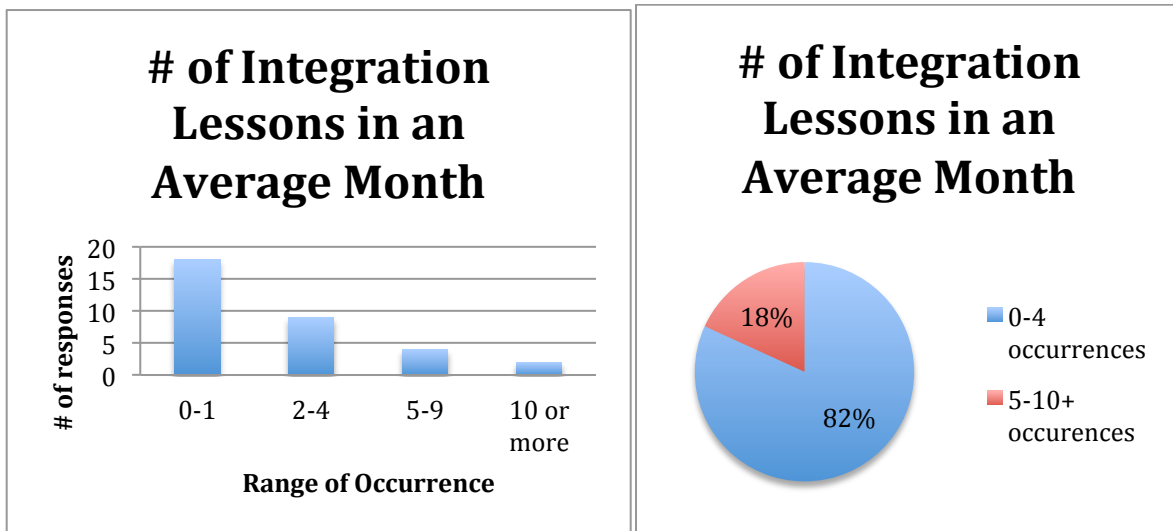 # of Integration
Lessons in an
Average Month
# of responses
20
15
10
5
0
0-1
2-4
5-9
10 or
more
Range of Occurrence
# of Integration
Lessons in an
Average Month
18%
82%
0-4
occurrences
5-10+
occurences